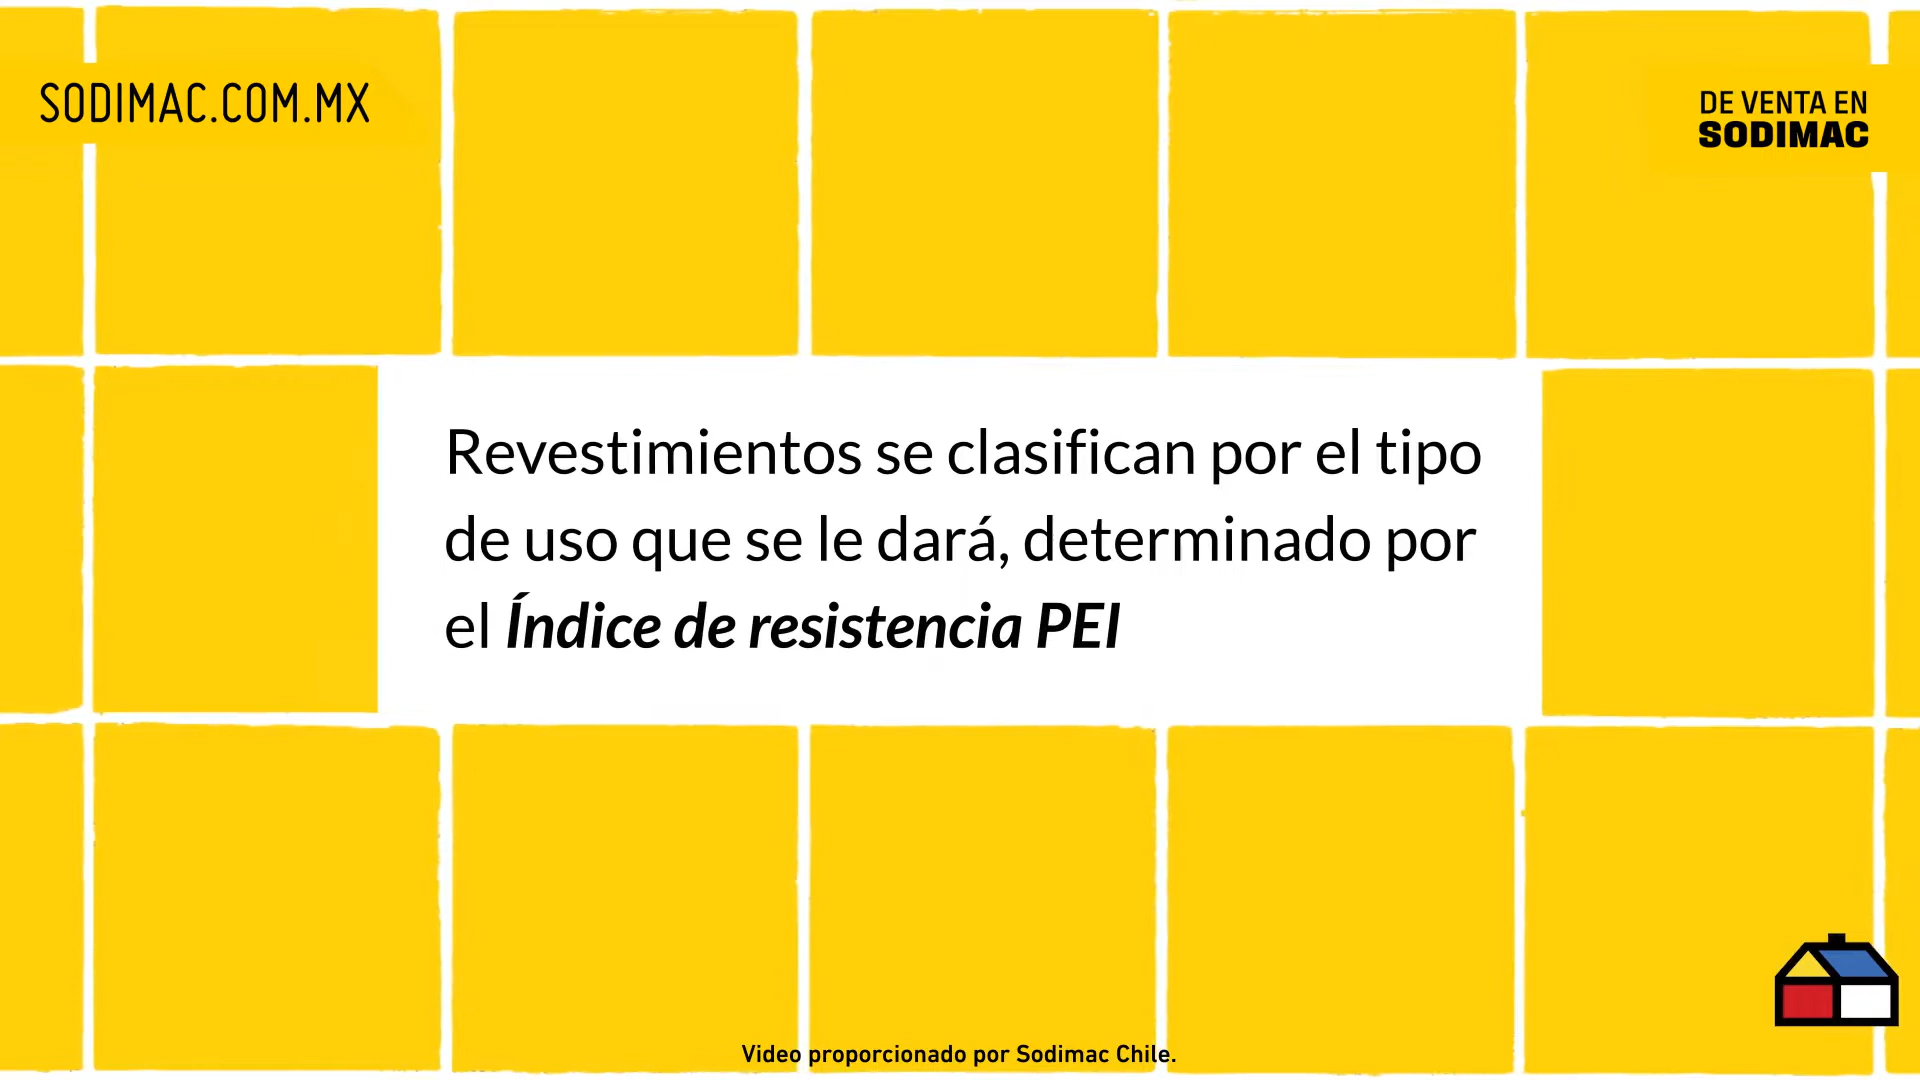 SODIMAC.COM.MX
DE VENTA EN
SODIMAC
Revestimientos se clasifican por el tipo
de uso que se le dará, determinado por
el Índice de resistencia PEI
Video proporcionado por Sodimac Chile.